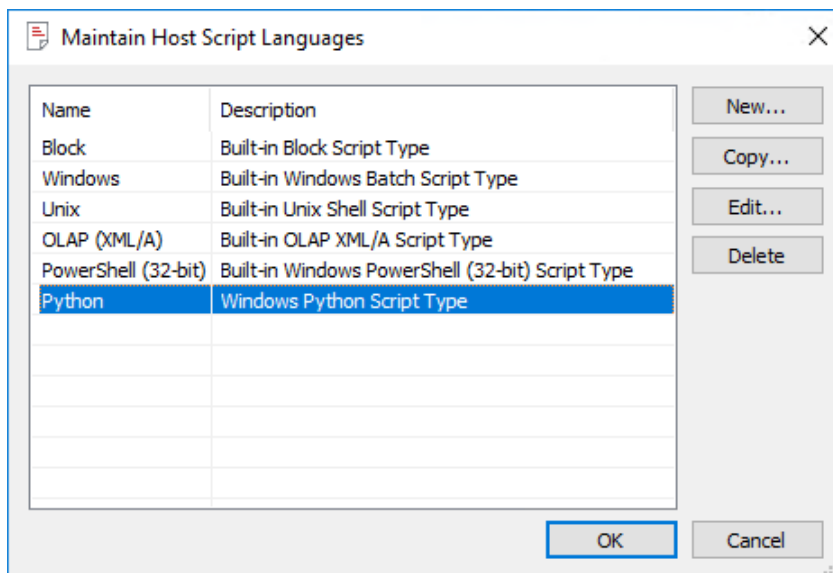 Maintain Host Script Languages
Name Description
Block Built-in Block Script Type
Windows Built-in Windows Batch Script Type
Unix Built-in Unix Shell Script Type
OLAP (XML/A) Built-in OLAP XML/A Script Type
PowerShell (32-bit) Built-in Windows PowerShell (32-bit) Script Type
Python Windows Python Script Type
New...
Copy...
Edit...
Delete
OK Cancel